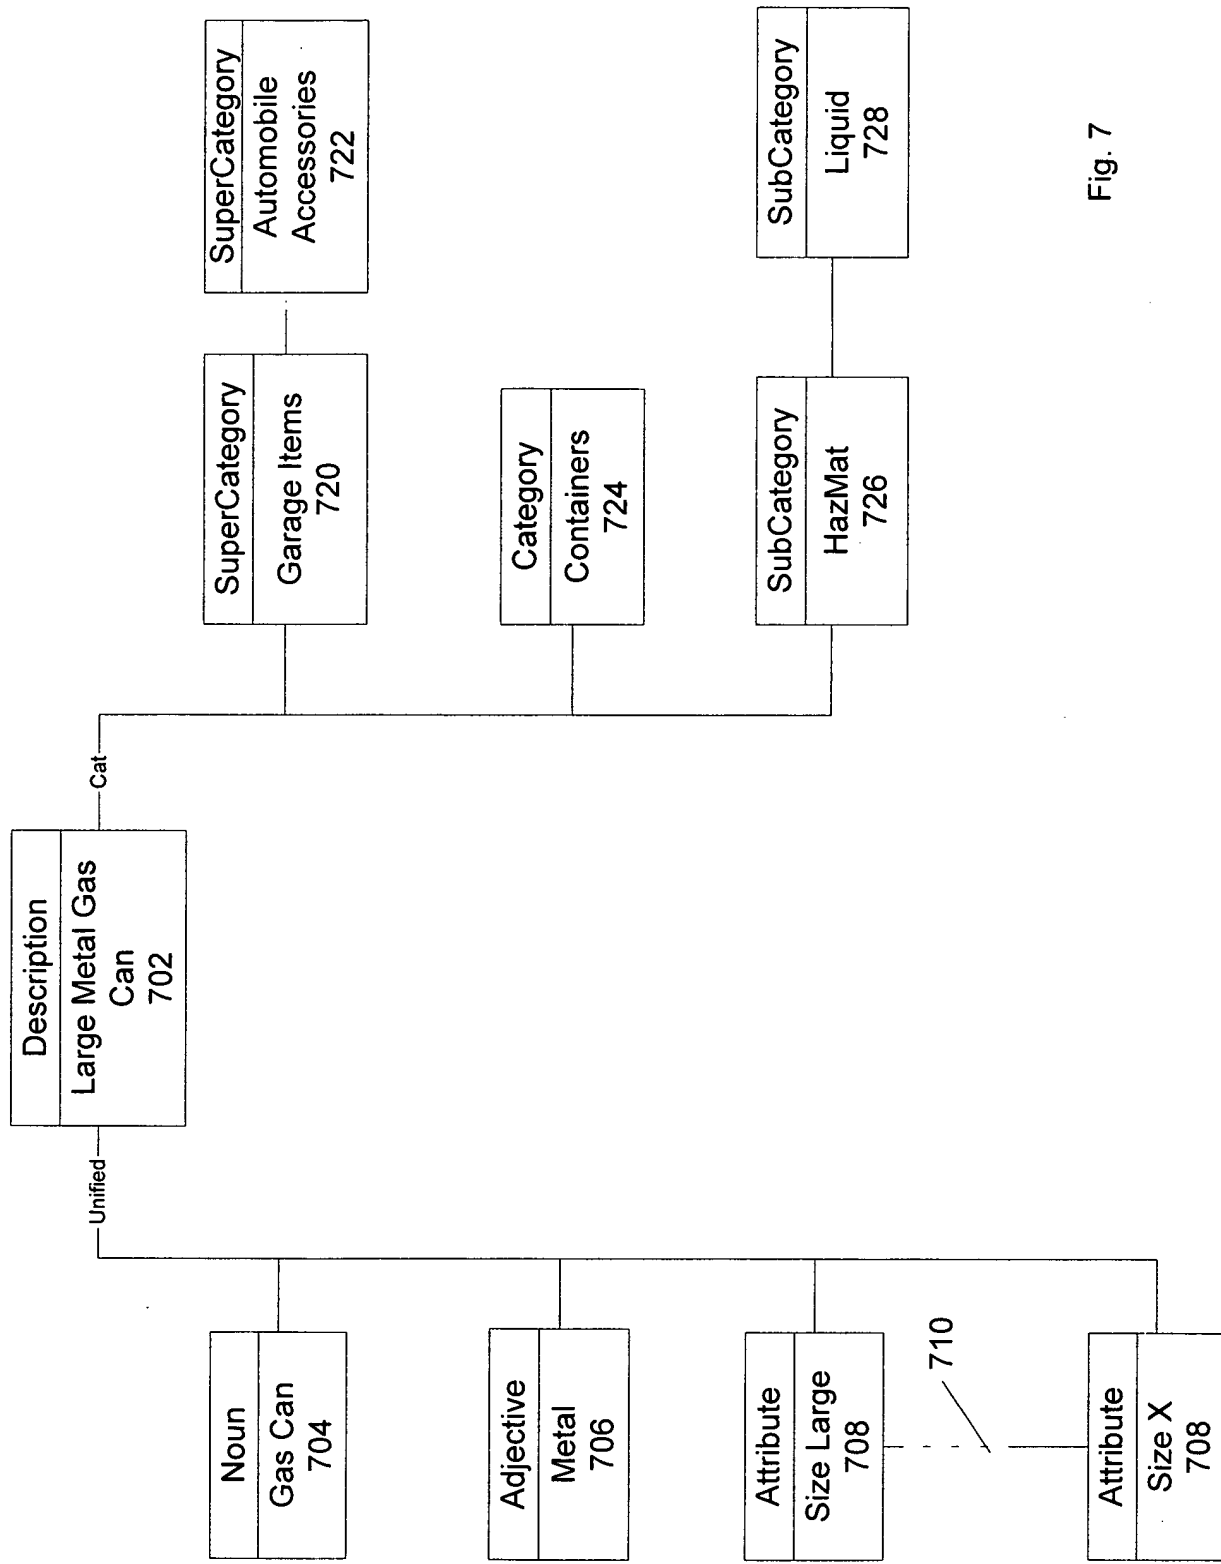 Description
Large Metal Gas
Can
702
Unified
Cat
Noun
Gas Can
704
Adjective
Metal
706
Attribute
Size Large
708
710
Attribute
Size X
708
SuperCategory
Garage Items
720
SuperCategory
Automobile
Accessories
722
Category
Containers
724
SubCategory
HazMat
726
SubCategory
Liquid
728
Fig. 7